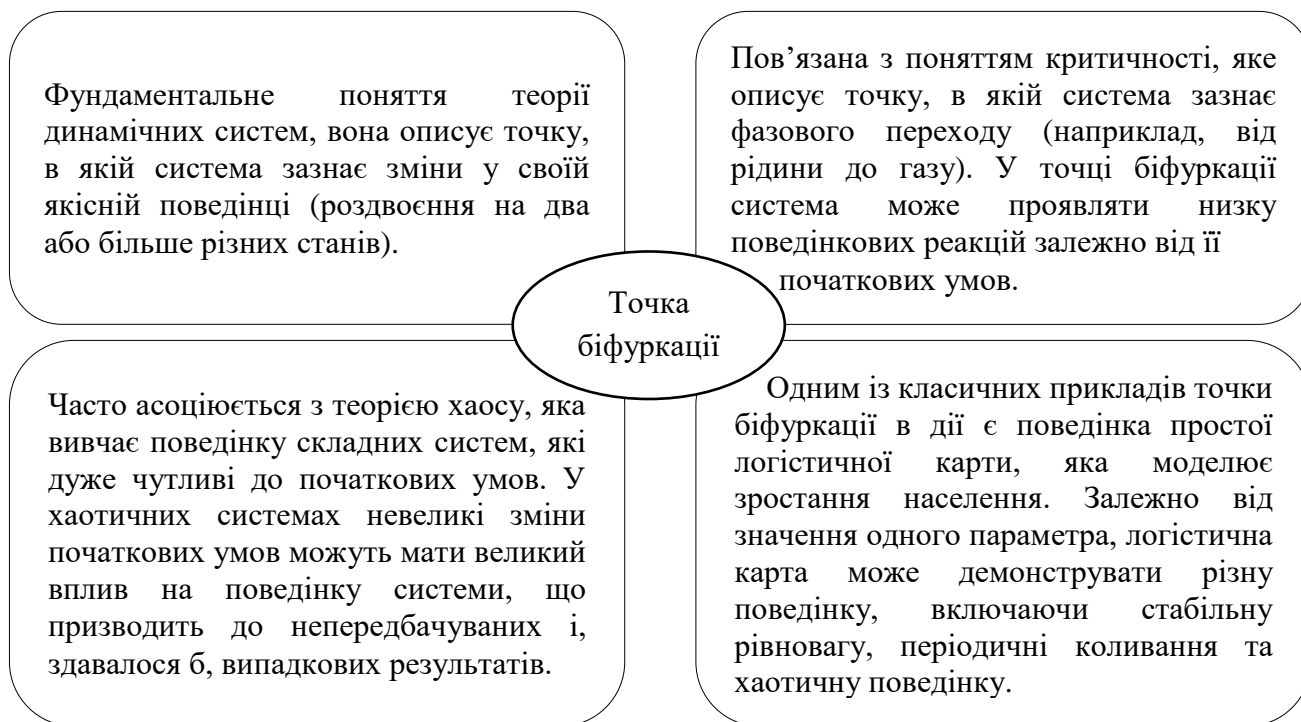 Фундаментальне поняття теорії
динамічних систем, вона описує точку,
в якій система зазнає зміни у своїй
якісній поведінці (роздвоєння на два
або більше різних станів).
Пов’язана з поняттям критичності, яке
описує точку, в якій система зазнає
фазового переходу (наприклад, від
рідини до газу). У точці біфуркації
система може проявляти низку
поведінкових реакцій залежно від її
початкових умов.
Точка
біфуркації
Часто асоціюється з теорією хаосу, яка
вивчає поведінку складних систем, які
дуже чутливі до початкових умов. У
хаотичних системах невеликі зміни
початкових умов можуть мати великий
вплив на поведінку системи, що
призводить до непередбачуваних і,
здавалося б, випадкових результатів.
Одним із класичних прикладів точки
біфуркації в дії є поведінка простої
логістичної карти, яка моделює
зростання населення. Залежно від
значення одного параметра, логістична
карта може демонструвати різну
поведінку, включаючи стабільну
рівновагу, періодичні коливання та
хаотичну поведінку.